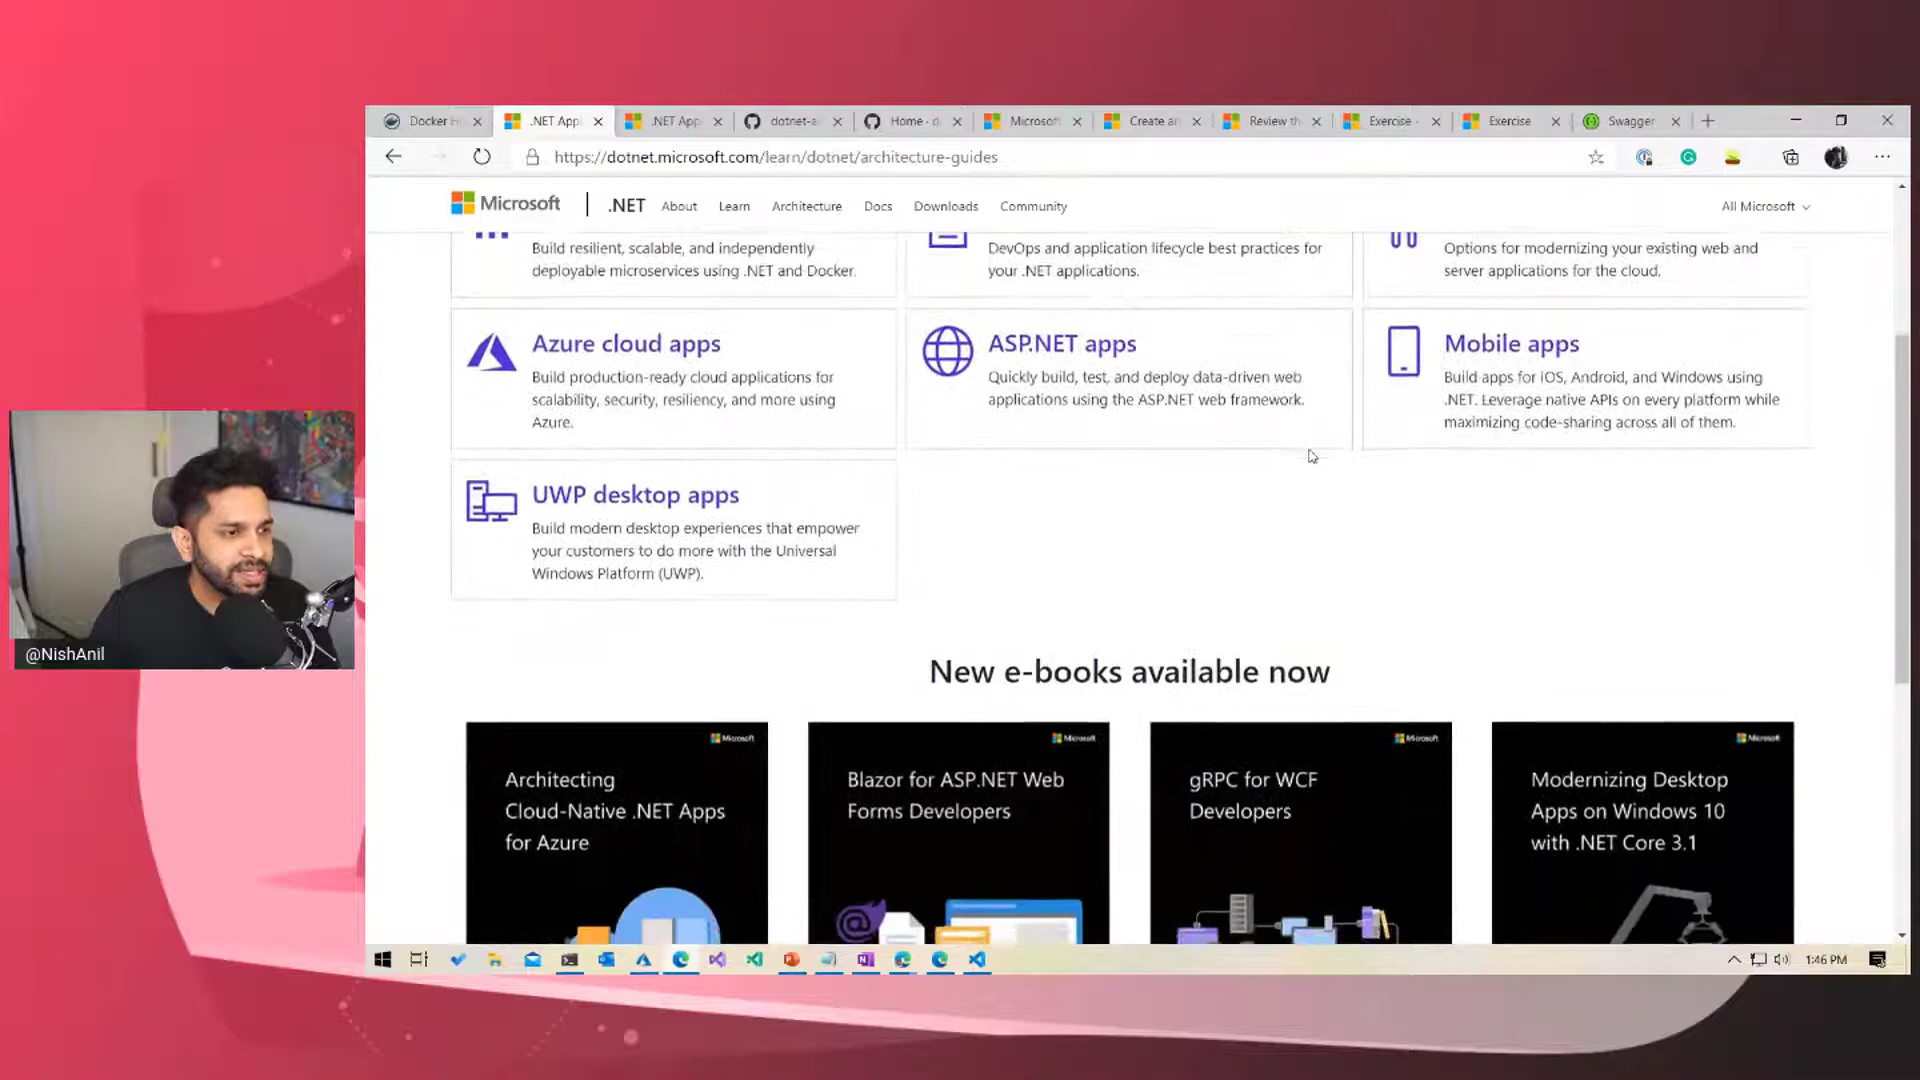 Docker H
.NET Appl
.NET App
dotnet-a
Home · d
Microsoft
Create an
Review th
Exercise -
Exercise
Swagger
https://dotnet.microsoft.com/learn/dotnet/architecture-guides
Microsoft
.NET
About
Learn
Architecture
Docs
Downloads
Community
All Microsoft
Build resilient, scalable, and independently
deployable microservices using .NET and Docker.
DevOps and application lifecycle best practices for
your .NET applications.
Options for modernizing your existing web and
server applications for the cloud.
Azure cloud apps
Build production-ready cloud applications for
scalability, security, resiliency, and more using
Azure.
ASP.NET apps
Quickly build, test, and deploy data-driven web
applications using the ASP.NET web framework.
Mobile apps
Build apps for iOS, Android, and Windows using
.NET. Leverage native APIs on every platform while
maximizing code-sharing across all of them.
UWP desktop apps
Build modern desktop experiences that empower
your customers to do more with the Universal
Windows Platform (UWP).
@NishAnil
New e-books available now
Microsoft
Architecting
Cloud-Native .NET Apps
for Azure
Microsoft
Blazor for ASP.NET Web
Forms Developers
Microsoft
gRPC for WCF
Developers
Microsoft
Modernizing Desktop
Apps on Windows 10
with .NET Core 3.1
1:46 PM